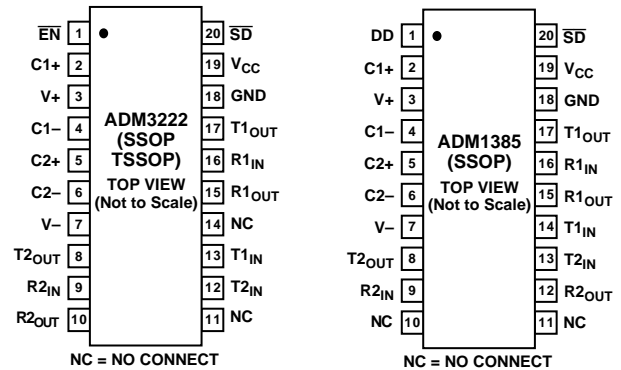 EN 1 20 SD
C1+ 2 19 VCC
V+ 3 18 GND
C1– 4 17 T1OUT
C2+ 5 16 R1IN
C2– 6 15 R1OUT
V– 7 14 NC
T2OUT 8 13 T1IN
R2IN 9 12 T2IN
R2OUT 10 11 NC
ADM3222
(SSOP
TSSOP)
TOP VIEW
(Not to Scale)
NC = NO CONNECT
DD 1 20 SD
C1+ 2 19 VCC
V+ 3 18 GND
C1– 4 17 T1OUT
C2+ 5 16 R1IN
C2– 6 15 R1OUT
V– 7 14 T1IN
T2OUT 8 13 T2IN
R2IN 9 12 R2OUT
NC 10 11 NC
ADM1385
(SSOP)
TOP VIEW
(Not to Scale)
NC = NO CONNECT